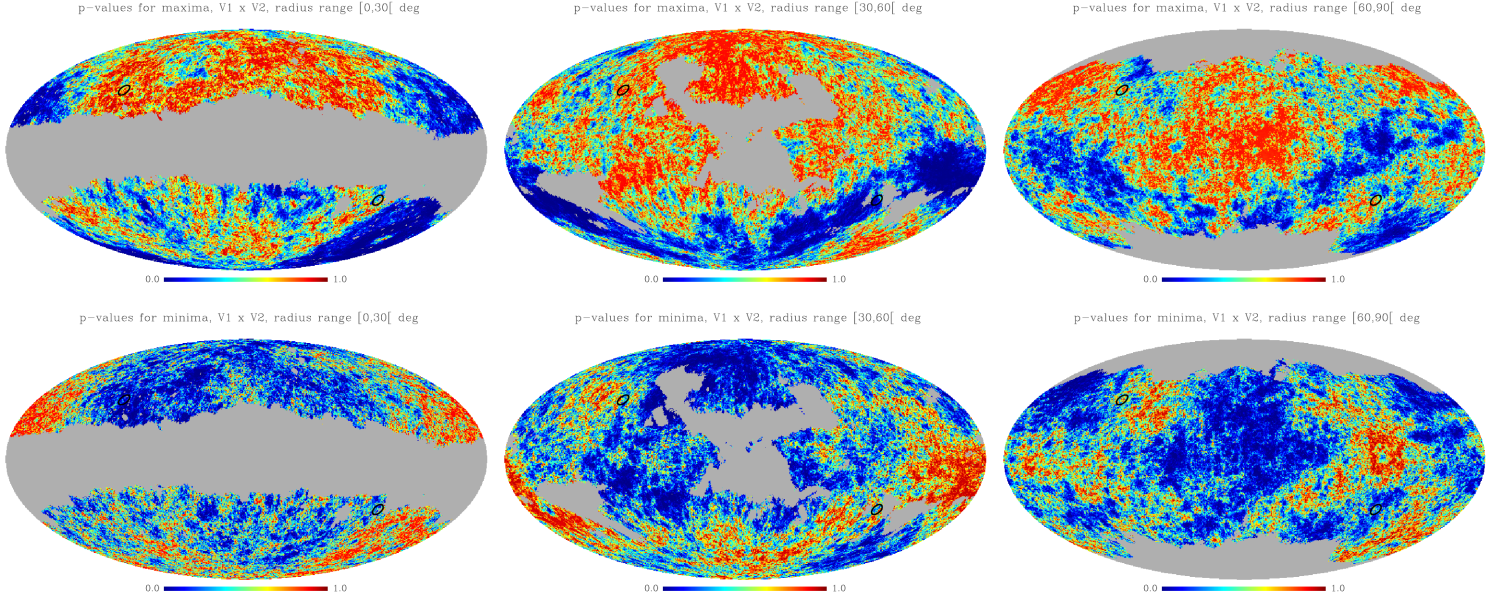 p-values for maxima, V1 x V2, radius range [0,30[ deg
p-values for maxima, V1 x V2, radius range [30,60[ deg
p-values for maxima, V1 x V2, radius range [60,90[ deg
0.0 1.0
0.0 1.0
0.0 1.0
p-values for minima, V1 x V2, radius range [0,30[ deg
p-values for minima, V1 x V2, radius range [30,60[ deg
p-values for minima, V1 x V2, radius range [60,90[ deg
0.0 1.0
0.0 1.0
0.0 1.0